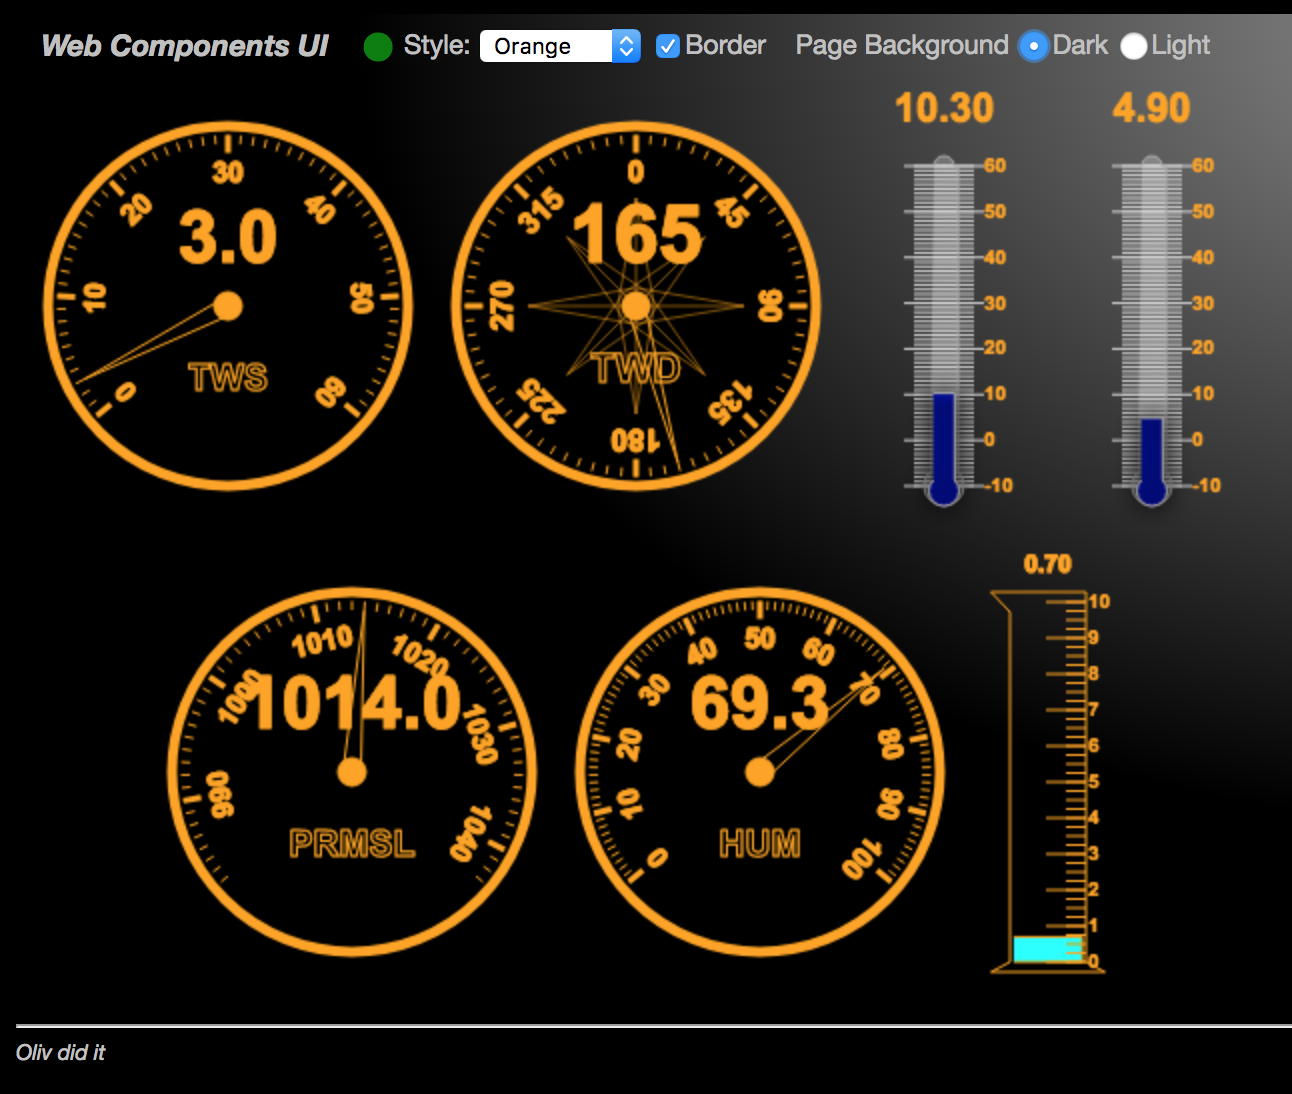 Web Components UI Style: Orange Border Page Background Dark Light
10.30 4.90
0 10 20 30 40 50 60
3.0
TWS
0 45 90 135 180 225 270 315
165
TWD
60 50 40 30 20 10 0 -10
60 50 40 30 20 10 0 -10
990 1000 1010 1020 1030 1040
1014.0
PRMSL
0 10 20 30 40 50 60 70 80 90 100
69.3
HUM
0.70
10 9 8 7 6 5 4 3 2 1 0
Oliv did it